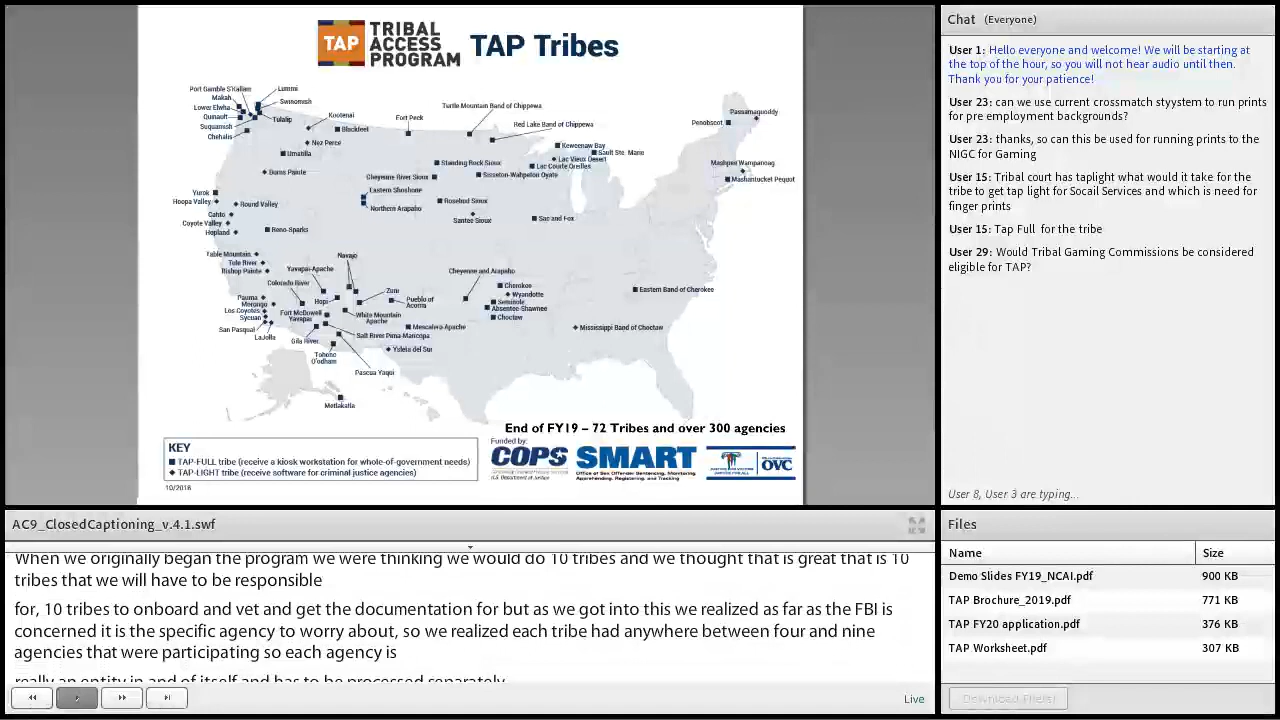 TAP
TRIBAL
ACCESS
PROGRAM
TAP Tribes
Port Gamble S'Klallam
Lummi
Makah
Swinomish
Lower Elwha
Quinault
Tulalip
Suquamish
Chehalis
Kootenai
Blackfeet
Nez Perce
Umatilla
Burns Paiute
Fort Peck
Turtle Mountain Band of Chippewa
Red Lake Band of Chippewa
Passamaquoddy
Penobscot
Keweenaw Bay
Sault Ste. Marie
Lac Vieux Desert
Lac Courte Oreilles
Mashpee Wampanoag
Mashantucket Pequot
Standing Rock Sioux
Cheyenne River Sioux
Sisseton-Wahpeton Oyate
Eastern Shoshone
Northern Arapaho
Rosebud Sioux
Santee Sioux
Sac and Fox
Yurok
Hoopa Valley
Round Valley
Cahto
Coyote Valley
Hopland
Reno-Sparks
Table Mountain
Tule River
Bishop Paiute
Navajo
Yavapai-Apache
Colorado River
Hopi
Zuni
Pueblo of
Acoma
Cheyenne and Arapaho
Cherokee
Wyandotte
Seminole
Absentee Shawnee
Choctaw
Eastern Band of Cherokee
Mississippi Band of Choctaw
Pauma
Morongo
Los Coyotes
Sycuan
San Pasqual
LaJolla
Fort McDowell
Yavapai
White Mountain
Apache
Mescalero Apache
Salt River Pima-Maricopa
Gila River
Ysleta del Sur
Tohono
O'odham
Pascua Yaqui
Metlakatla
End of FY19 – 72 Tribes and over 300 agencies
KEY
TAP-FULL tribe (receive a kiosk workstation for whole-of-government needs)
TAP-LIGHT tribe (receive software for criminal justice agencies)
10/2018
Funded by:
COPS
U.S. Department of Justice
SMART
Office of Sex Offender Sentencing, Monitoring
Apprehending, Registering, and Tracking
OVC
Chat (Everyone)
User 1: Hello everyone and welcome! We will be starting at
the top of the hour, so you will not hear audio until then.
Thank you for your patience!
User 23: can we use current crossmatch styystem to run prints
for the employment backgrounds?
User 23: thanks, can this be used for running prints to the
NIGC for Gaming
User 15: Tribal court has taplight what would it take for the
tribe to get tap light for Socail Services and which is need for
finger prints
User 15: Tap Full for the tribe
User 29: Would Tribal Gaming Commissions be considered
eligible for TAP?
User 8, User 3 are typing...
AC9_ClosedCaptioning_v.4.1.swf
When we originally began the program we were thinking we would do 10 tribes and we thought that is great that is 10
tribes that we will have to be responsible
for, 10 tribes to onboard and vet and get the documentation for but as we got into this we realized as far as the FBI is
concerned it is the specific agency to worry about, so we realized each tribe had anywhere between four and nine
agencies that were participating so each agency is
really an entity in and of itself and has to be processed separately
Live
Files
Name Size
Demo Slides FY19_NCAI.pdf 900 KB
TAP Brochure_2019.pdf 771 KB
TAP FY20 application.pdf 376 KB
TAP Worksheet.pdf 307 KB
Download File(s)